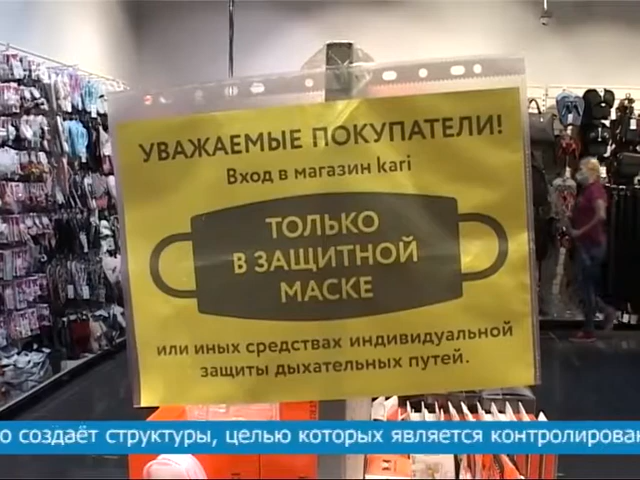 УВАЖАЕМЫЕ ПОКУПАТЕЛИ!
Вход в магазин kari
ТОЛЬКО
В ЗАЩИТНОЙ
МАСКЕ
или иных средствах индивидуальной
защиты дыхательных путей.
создаёт структуры, целью которых является